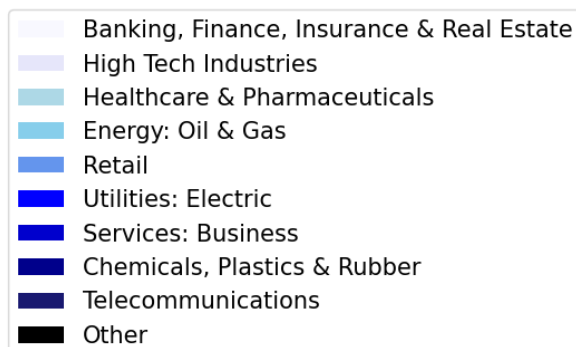 Banking, Finance, Insurance & Real Estate
High Tech Industries
Healthcare & Pharmaceuticals
Energy: Oil & Gas
Retail
Utilities: Electric
Services: Business
Chemicals, Plastics & Rubber
Telecommunications
Other